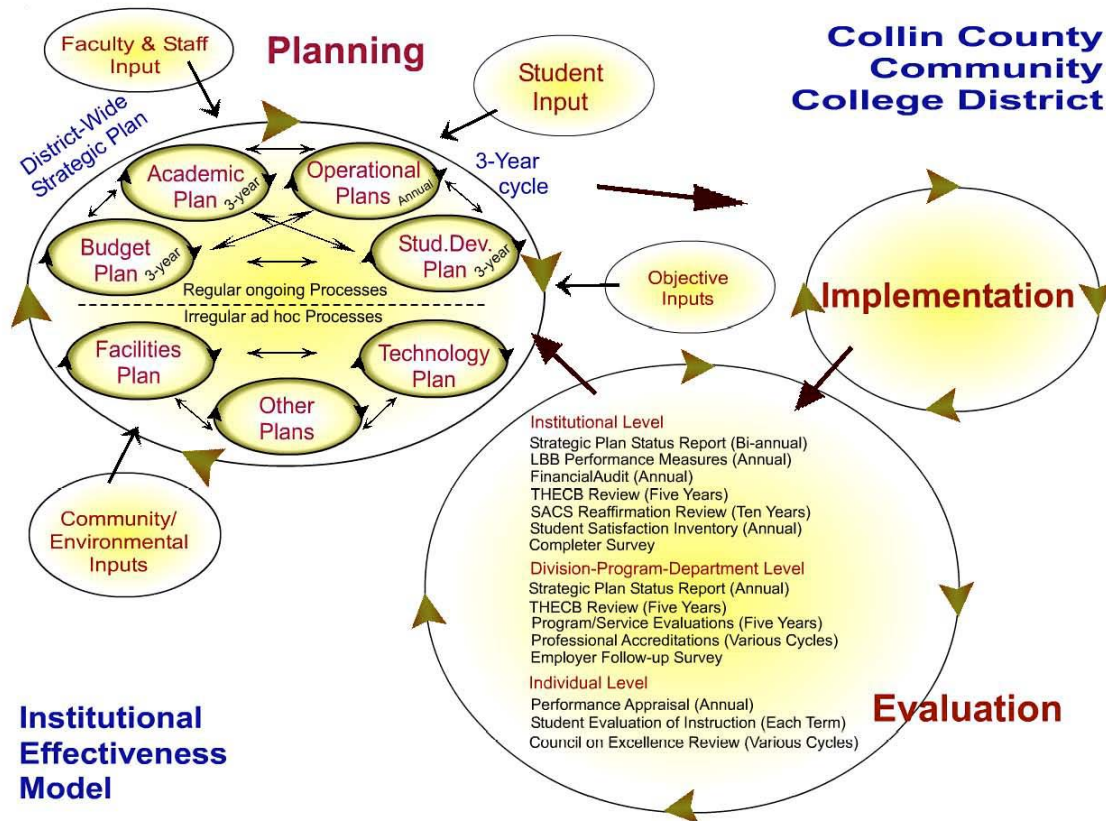 Faculty & Staff
Input
Planning
Student
Input
Collin County
Community
College District
District-Wide
Strategic Plan
3-Year
cycle
Academic
Plan
3-year
Operational
Plans
Annual
Budget
Plan
3-year
Stud.Dev.
Plan
3-year
Regular ongoing Processes
Irregular ad hoc Processes
Facilities
Plan
Technology
Plan
Other
Plans
Objective
Inputs
Implementation
Community/
Environmental
Inputs
Institutional Level
Strategic Plan Status Report (Bi-annual)
LBB Performance Measures (Annual)
FinancialAudit (Annual)
THECB Review (Five Years)
SACS Reaffirmation Review (Ten Years)
Student Satisfaction Inventory (Annual)
Completer Survey
Division-Program-Department Level
Strategic Plan Status Report (Annual)
THECB Review (Five Years)
Program/Service Evaluations (Five Years)
Professional Accreditations (Various Cycles)
Employer Follow-up Survey
Individual Level
Performance Appraisal (Annual)
Student Evaluation of Instruction (Each Term)
Council on Excellence Review (Various Cycles)
Evaluation
Institutional
Effectiveness
Model